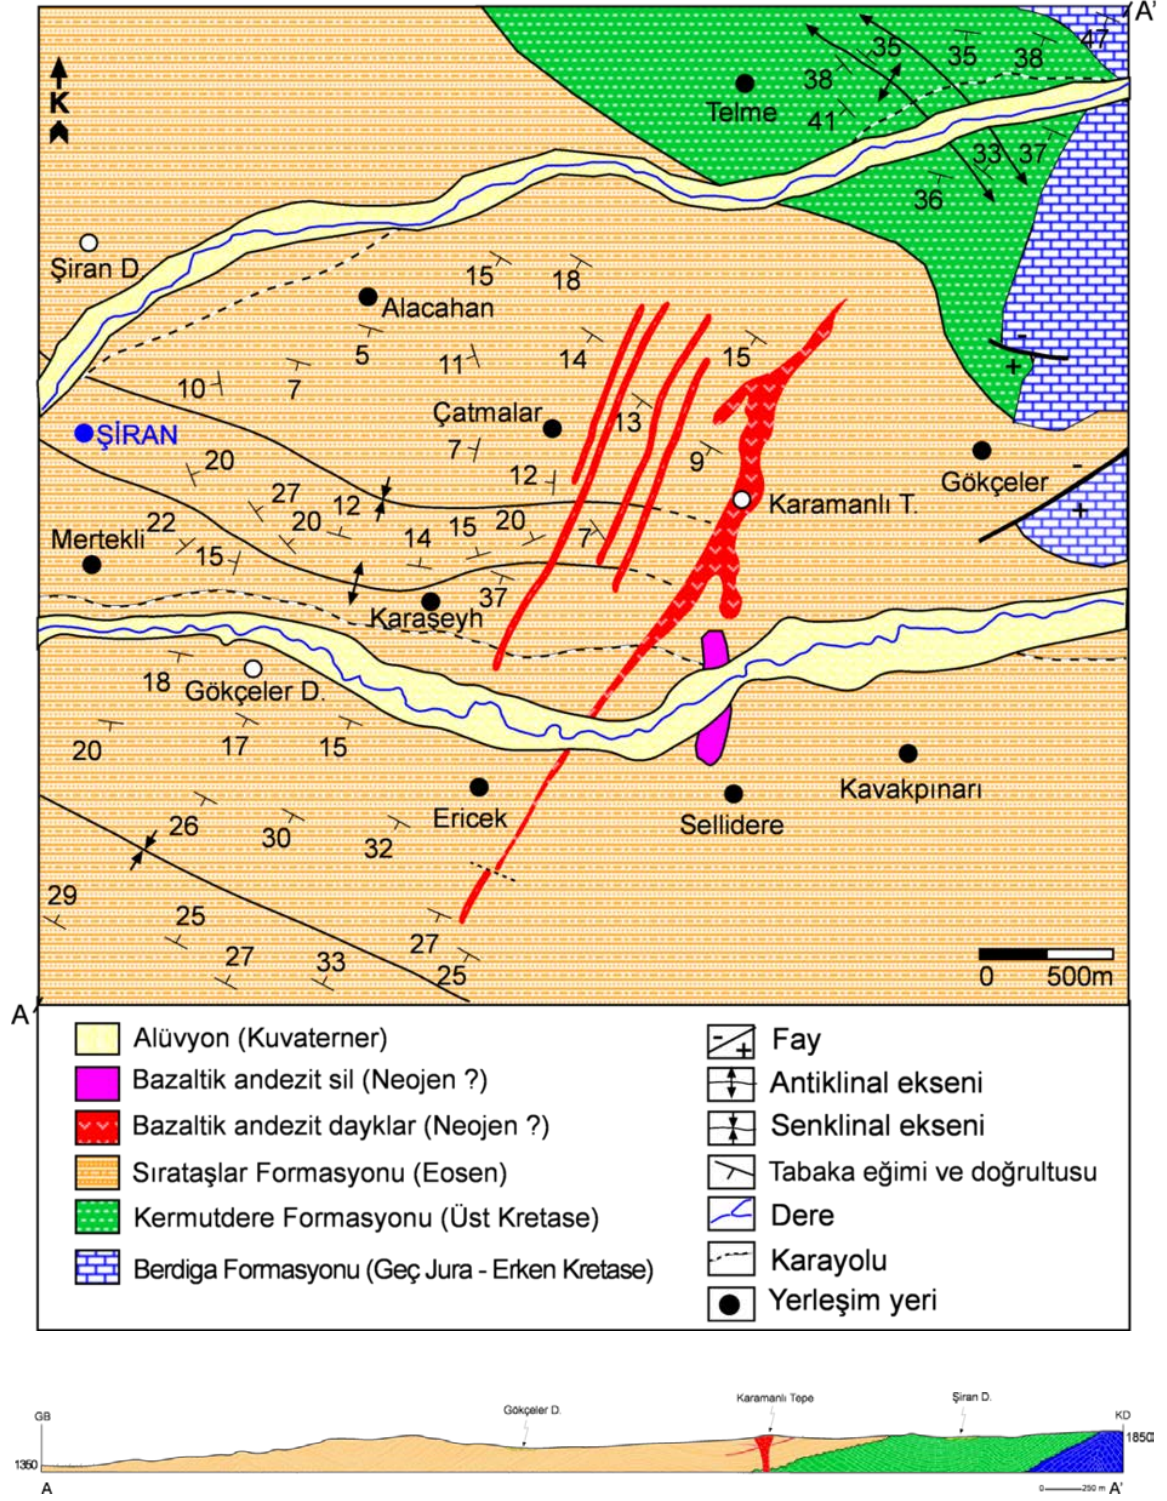 A'
47
35
35
38
K
38
Telme
41
33
37
36
Şiran D.
15
18
Alacahan
5
14
15
11
10
7
Çatmalar
13
ŞİRAN
7
9
20
12
Gökçeler
27
12
Karamanlı T.
22
20
15
20
Mertekli
14
7
15
37
Karaşeyh
18
Gökçeler D.
20
17
15
Kavakpınarı
Ericek
Sellidere
26
30
32
29
25
27
27
33
25
0 500m
A
Alüvyon (Kuvaterner)
Bazaltik andezit sil (Neojen ?)
Bazaltik andezit dayklar (Neojen ?)
Sırataşlar Formasyonu (Eosen)
Kermutdere Formasyonu (Üst Kretase)
Berdiga Formasyonu (Geç Jura - Erken Kretase)
Fay
Antiklinal ekseni
Senklinal ekseni
Tabaka eğimi ve doğrultusu
Dere
Karayolu
Yerleşim yeri
Karamanlı Tepe
Şiran D.
Gökçeler D.
GB
KD
1850
1350
A
0 250 m
A'